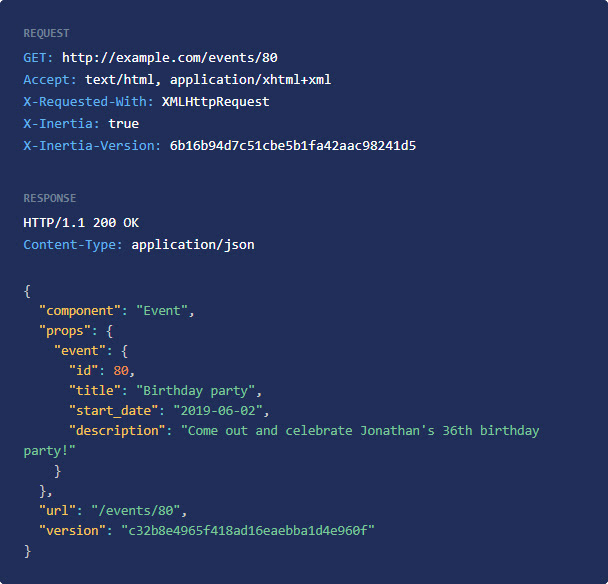 REQUEST
GET: http://example.com/events/80
Accept: text/html, application/xhtml+xml
X-Requested-With: XMLHttpRequest
X-Inertia: true
X-Inertia-Version: 6b16b94d7c51cbe5b1fa42aac98241d5
RESPONSE
HTTP/1.1 200 OK
Content-Type: application/json
{
  "component": "Event",
  "props": {
    "event": {
      "id": 80,
      "title": "Birthday party",
      "start_date": "2019-06-02",
      "description": "Come out and celebrate Jonathan's 36th birthday
party!"
    }
  },
  "url": "/events/80",
  "version": "c32b8e4965f418ad16eaebba1d4e960f"
}